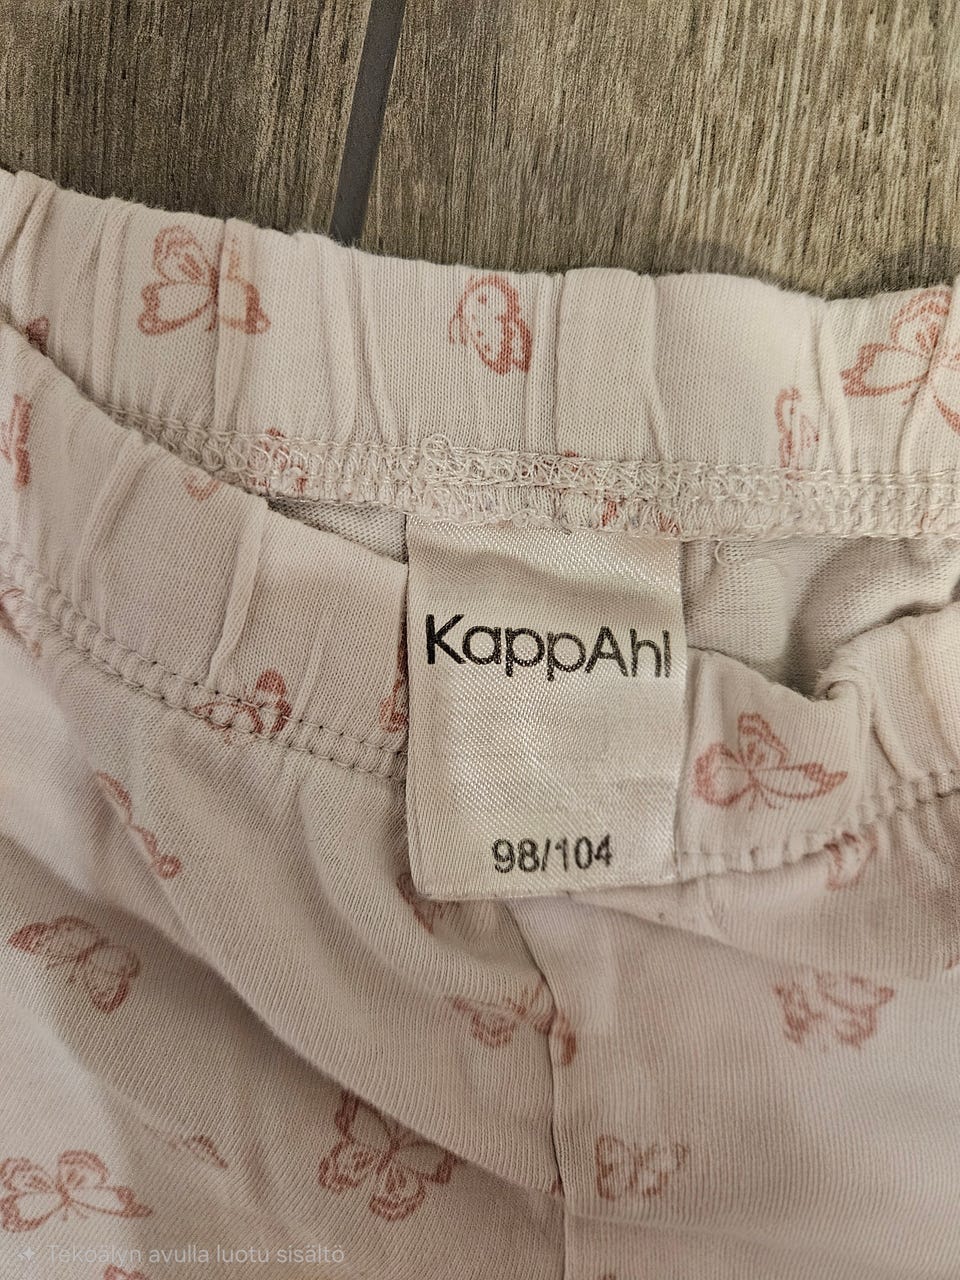 KappAhl
98/104
Tekoälyn avulla luotu sisältö